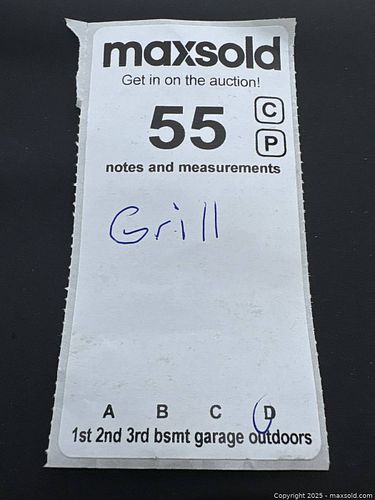 maxsold
Get in on the auction!
55
C
P
notes and measurements
Grill
A B C D
1st 2nd 3rd bsmt garage outdoors
Copyright 2025 - maxsold.com